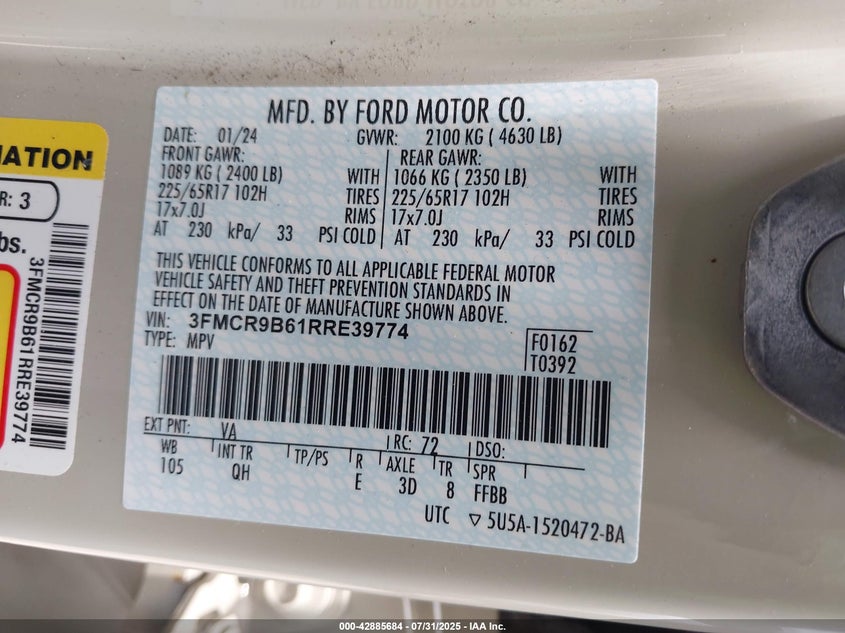 MFD. BY FORD MOTOR CO.
DATE: 01/24 GVWR: 2100 KG ( 4630 LB)
FRONT GAWR: REAR GAWR:
1089 KG ( 2400 LB) WITH 1066 KG ( 2350 LB) WITH
225/65R17 102H TIRES 225/65R17 102H TIRES
17x7.0J RIMS 17x7.0J RIMS
AT 230 kPa/ 33 PSI COLD AT 230 kPa/ 33 PSI COLD
THIS VEHICLE CONFORMS TO ALL APPLICABLE FEDERAL MOTOR
VEHICLE SAFETY AND THEFT PREVENTION STANDARDS IN
EFFECT ON THE DATE OF MANUFACTURE SHOWN ABOVE.
VIN: 3FMCR9B61RRE39774
TYPE: MPV
F0162
T0392
EXT PNT: VA RC: 72 DSO:
WB INT TR TP/PS R AXLE TR SPR
105 QH E 3D 8 FFBB
UTC ▽ 5U5A-1520472-BA
MATION
R: 3
bs.
3FMCR9B61RRE39774
000-42885684 - 07/31/2025 - IAA Inc.